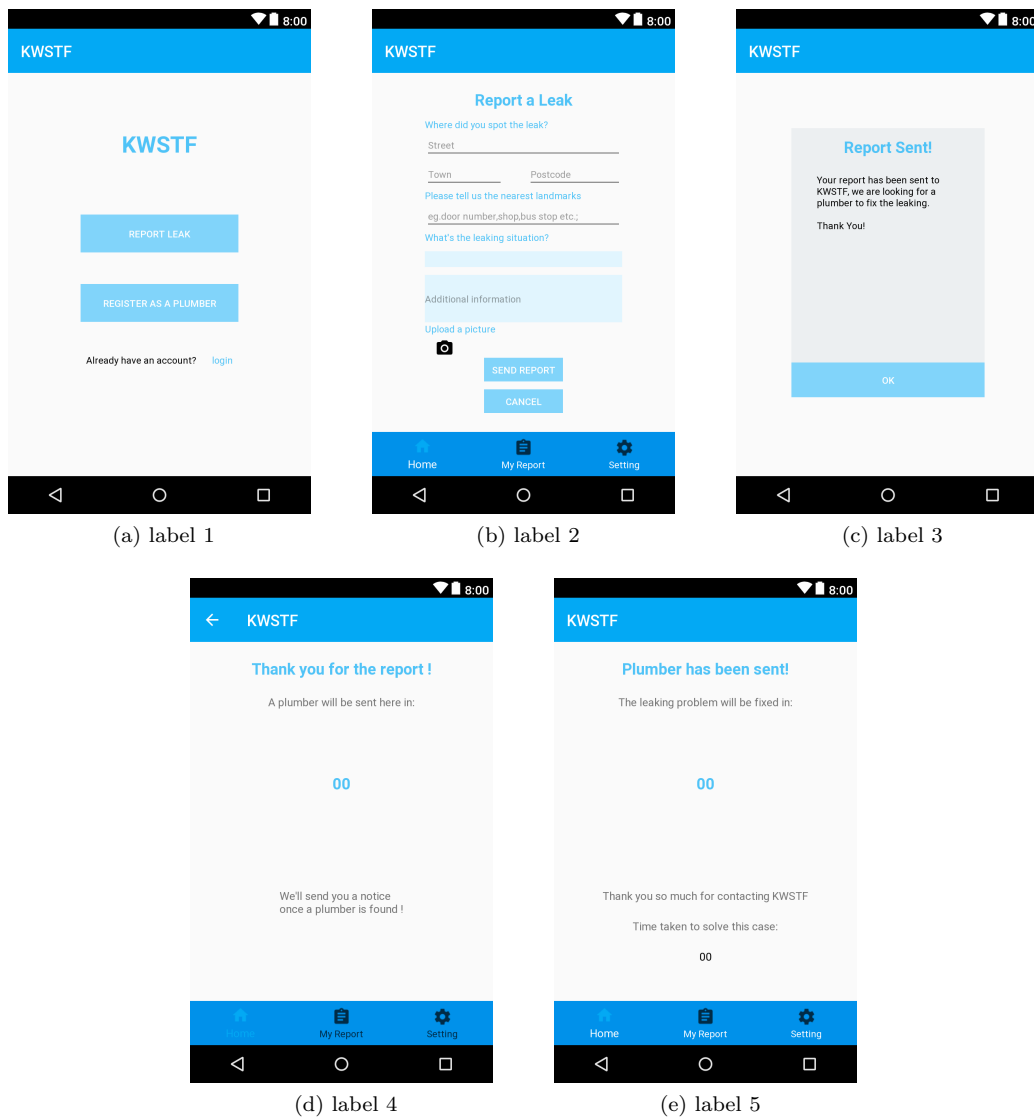 8:00
KWSTF
KWSTF
REPORT LEAK
REGISTER AS A PLUMBER
Already have an account? login
(a) label 1
8:00
KWSTF
Report a Leak
Where did you spot the leak?
Street
Town Postcode
Please tell us the nearest landmarks
eg.door number,shop,bus stop etc.;
What's the leaking situation?
Additional information
Upload a picture
SEND REPORT
CANCEL
Home My Report Setting
(b) label 2
8:00
KWSTF
Report Sent!
Your report has been sent to
KWSTF, we are looking for a
plumber to fix the leaking.
Thank You!
OK
(c) label 3
8:00
KWSTF
Thank you for the report !
A plumber will be sent here in:
00
We'll send you a notice
once a plumber is found !
Home My Report Setting
(d) label 4
8:00
KWSTF
Plumber has been sent!
The leaking problem will be fixed in:
00
Thank you so much for contacting KWSTF
Time taken to solve this case:
00
Home My Report Setting
(e) label 5